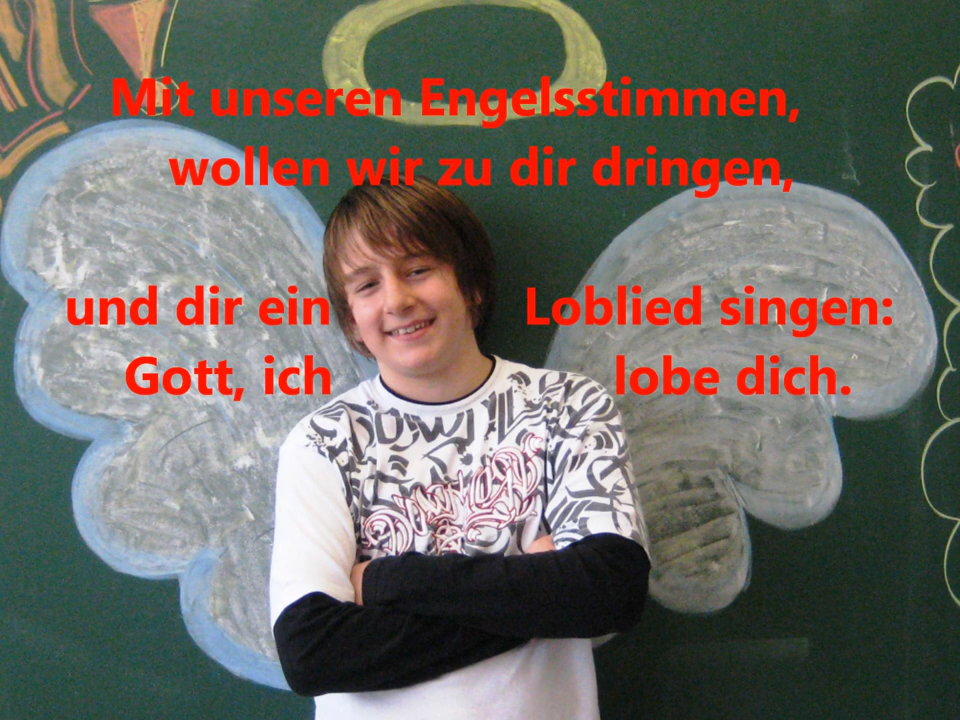 Mit unseren Engelsstimmen,
wollen wir zu dir dringen,
und dir ein Loblied singen:
Gott, ich lobe dich.